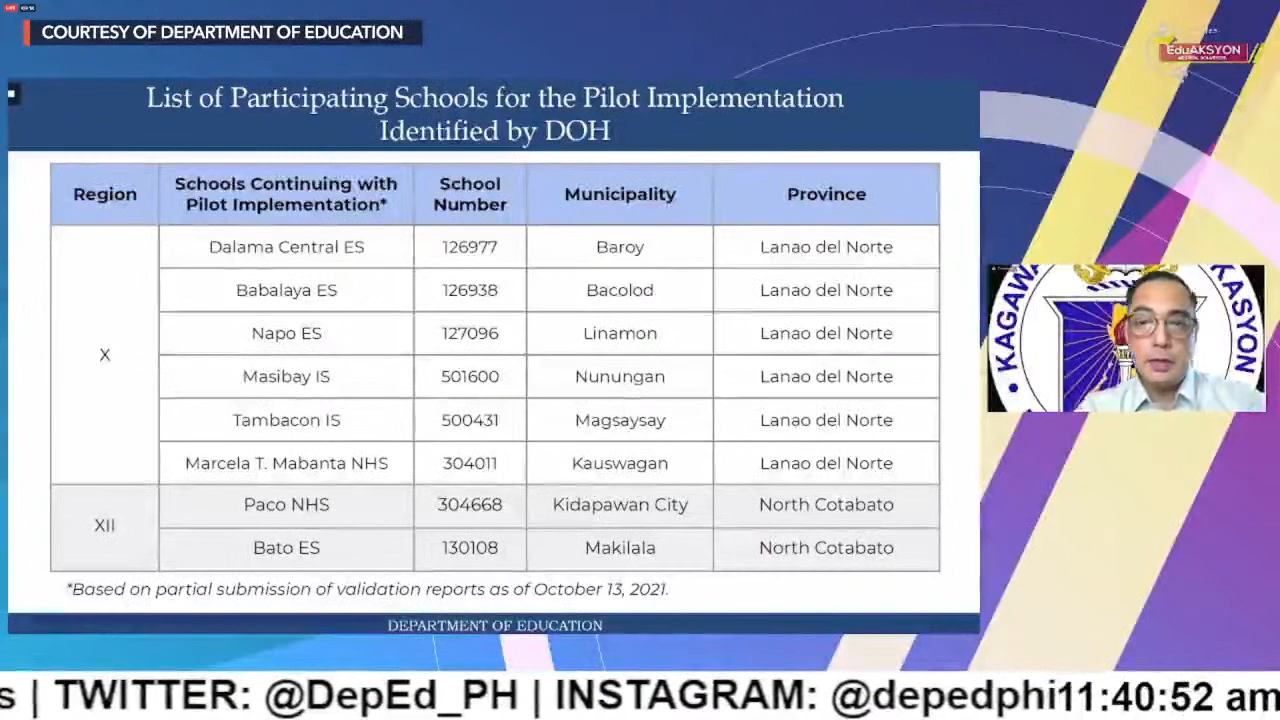 LIVE
COURTESY OF DEPARTMENT OF EDUCATION
EduAKSYON
List of Participating Schools for the Pilot Implementation
Identified by DOH
Region | Schools Continuing with Pilot Implementation* | School Number | Municipality | Province
X
Dalama Central ES | 126977 | Baroy | Lanao del Norte
Babalaya ES | 126938 | Bacolod | Lanao del Norte
Napo ES | 127096 | Linamon | Lanao del Norte
Masibay IS | 501600 | Nunungan | Lanao del Norte
Tambacon IS | 500431 | Magsaysay | Lanao del Norte
Marcela T. Mabanta NHS | 304011 | Kauswagan | Lanao del Norte
XII
Paco NHS | 304668 | Kidapawan City | North Cotabato
Bato ES | 130108 | Makilala | North Cotabato
*Based on partial submission of validation reports as of October 13, 2021.
DEPARTMENT OF EDUCATION
KAGAWA
KASYON
s | TWITTER: @DepEd_PH | INSTAGRAM: @depedphi
11:40:52 am